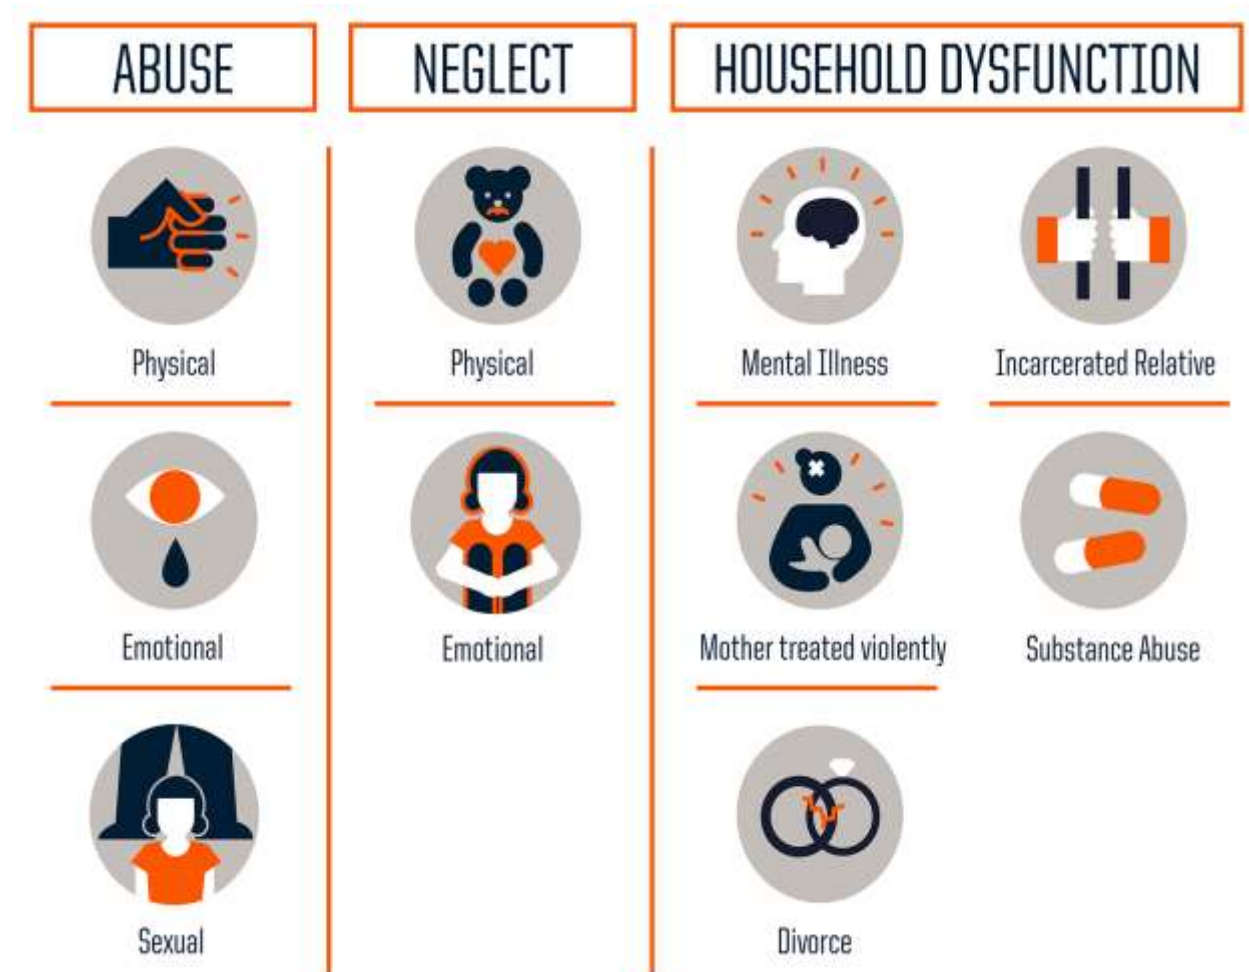 ABUSE
Physical
Emotional
Sexual
NEGLECT
Physical
Emotional
HOUSEHOLD DYSFUNCTION
Mental Illness
Incarcerated Relative
Mother treated violently
Substance Abuse
Divorce